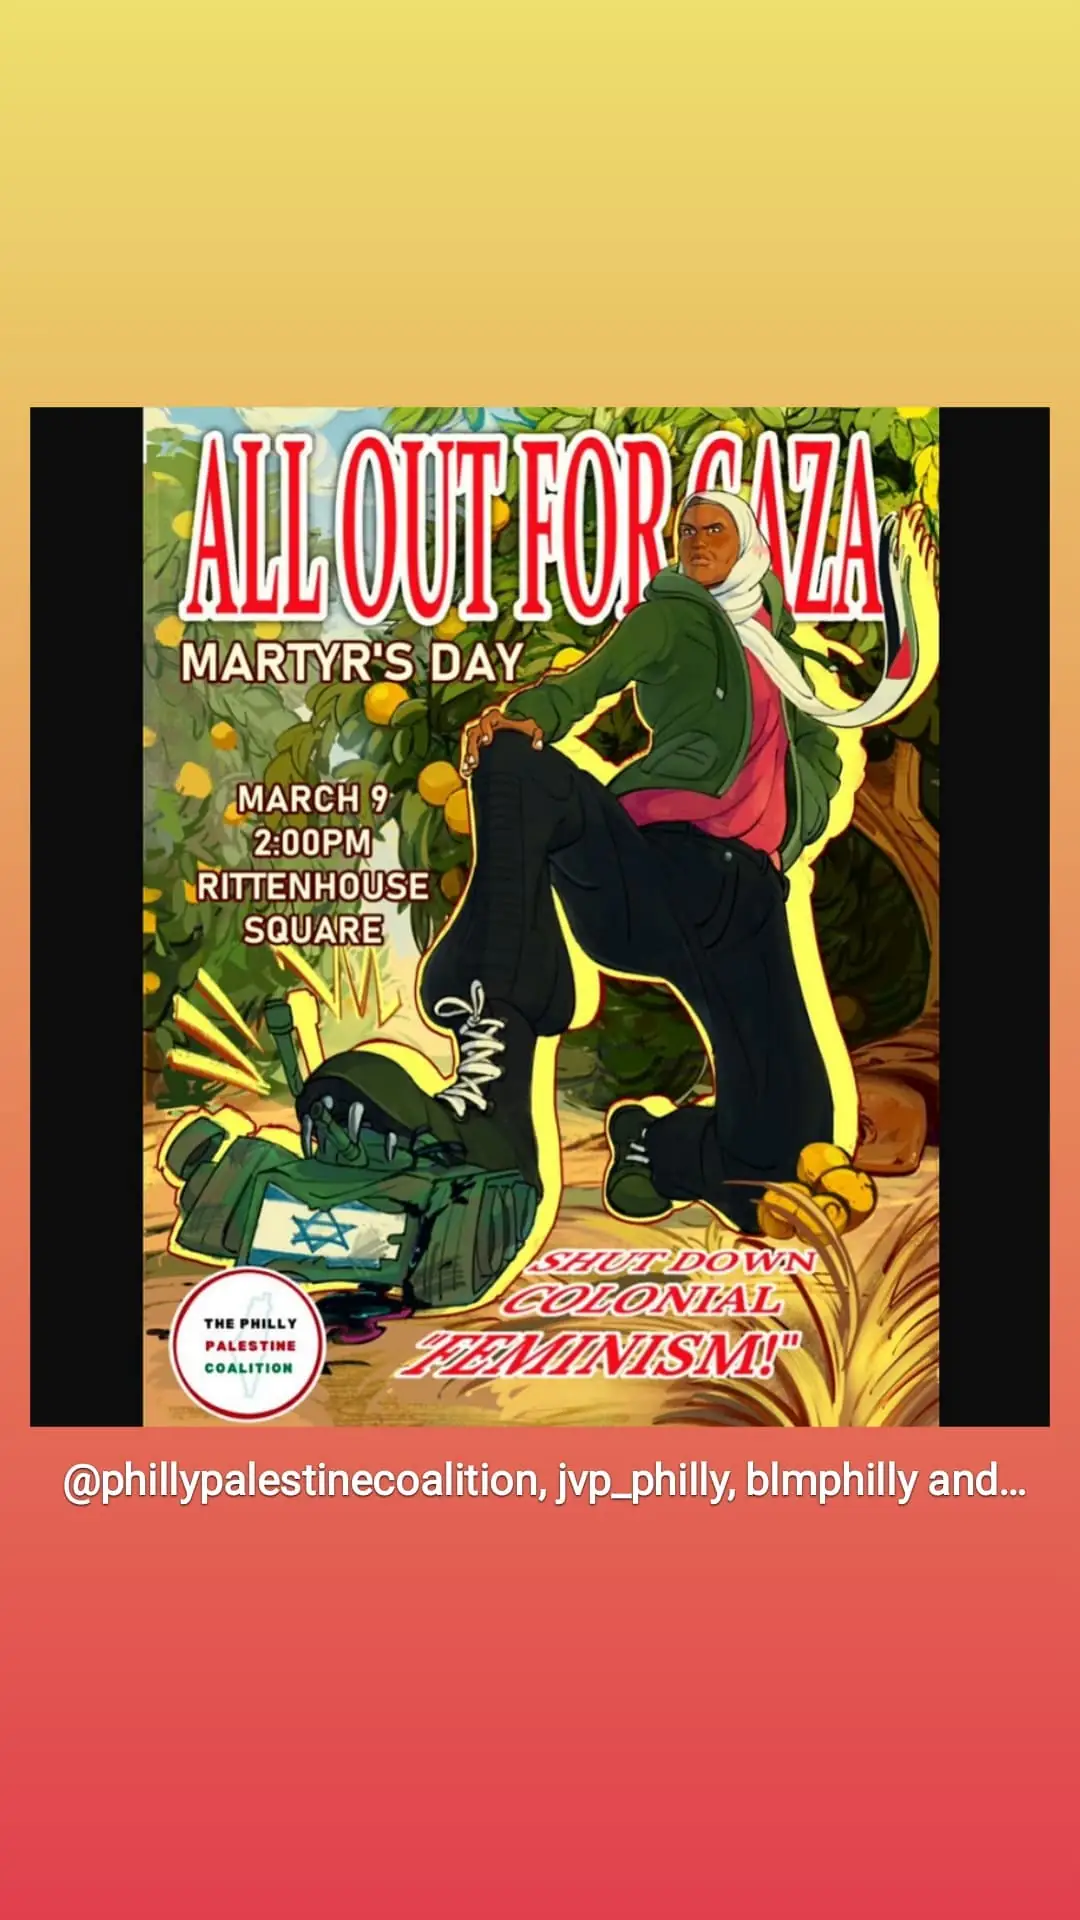 ALL OUT FOR GAZA
MARTYR'S DAY
MARCH 9
2:00PM
RITTENHOUSE
SQUARE
SHUT DOWN
COLONIAL
"FEMINISM!"
THE PHILLY
PALESTINE
COALITION
@phillypalestinecoalition, jvp_philly, blmphilly and...